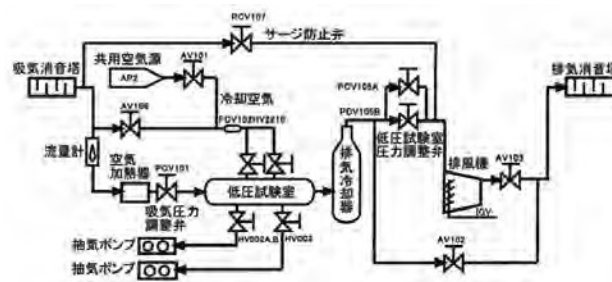 PCV107
サージ防止弁
吸気消音塔
共用空気源
AV101
AP2
冷却空気
排気消音塔
PCV105A
PCV105B
AV106
流量計
空気
加熱器
PCV101
吸気圧力
調整弁
低圧試験室
排気冷却器
低圧試験室
圧力調整弁
排風機
AV103
GV
AV102
HV002A,B
HV003
抽気ポンプ
抽気ポンプ